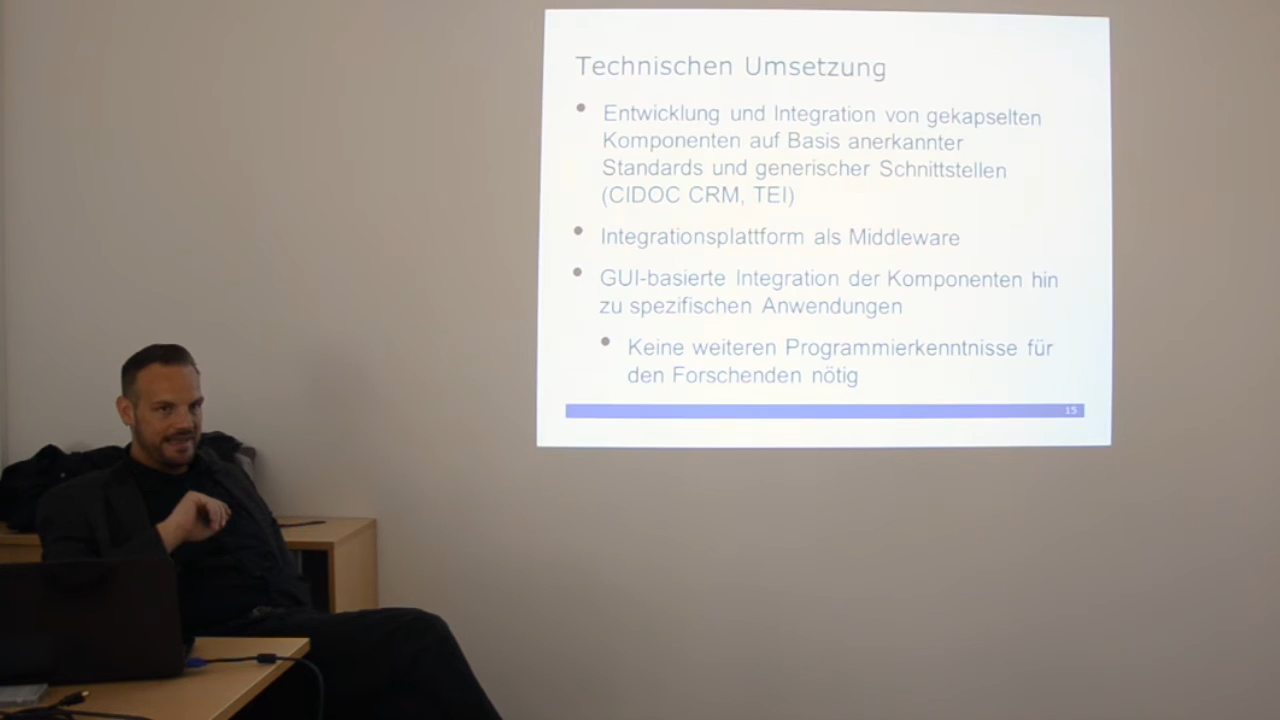 Technischen Umsetzung
Entwicklung und Integration von gekapselten
Komponenten auf Basis anerkannter
Standards und generischer Schnittstellen
(CIDOC CRM, TEI)
Integrationsplattform als Middleware
GUI-basierte Integration der Komponenten hin
zu spezifischen Anwendungen
Keine weiteren Programmierkenntnisse für
den Forschenden nötig
15